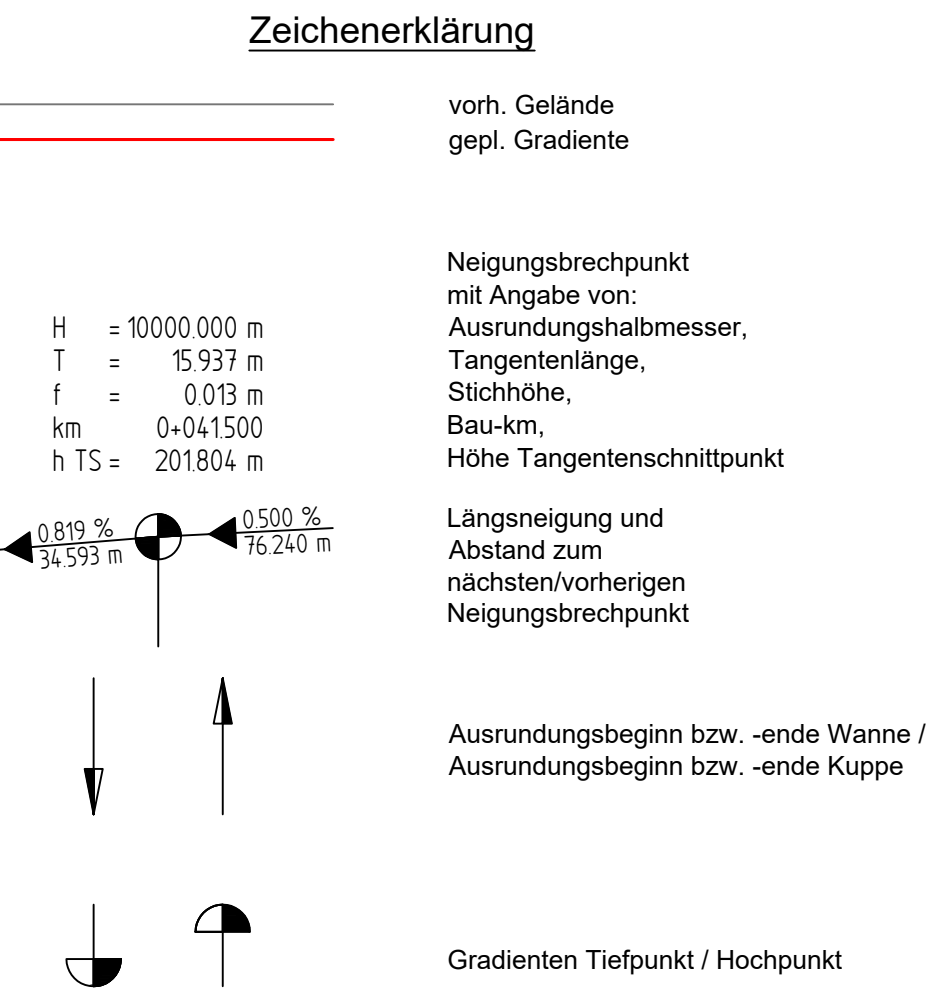 Zeichenerklärung
vorh. Gelände
gepl. Gradiente
Neigungsbrechpunkt
mit Angabe von:
H = 10000.000 m Ausrundungshalbmesser,
T = 15.937 m Tangentenlänge,
f = 0.013 m Stichhöhe,
km 0+041.500 Bau-km,
h TS = 201.804 m Höhe Tangentenschnittpunkt
0.819 % 0.500 % Längsneigung und
34.593 m 76.240 m Abstand zum
nächsten/vorherigen
Neigungsbrechpunkt
Ausrundungsbeginn bzw. -ende Wanne /
Ausrundungsbeginn bzw. -ende Kuppe
Gradienten Tiefpunkt / Hochpunkt